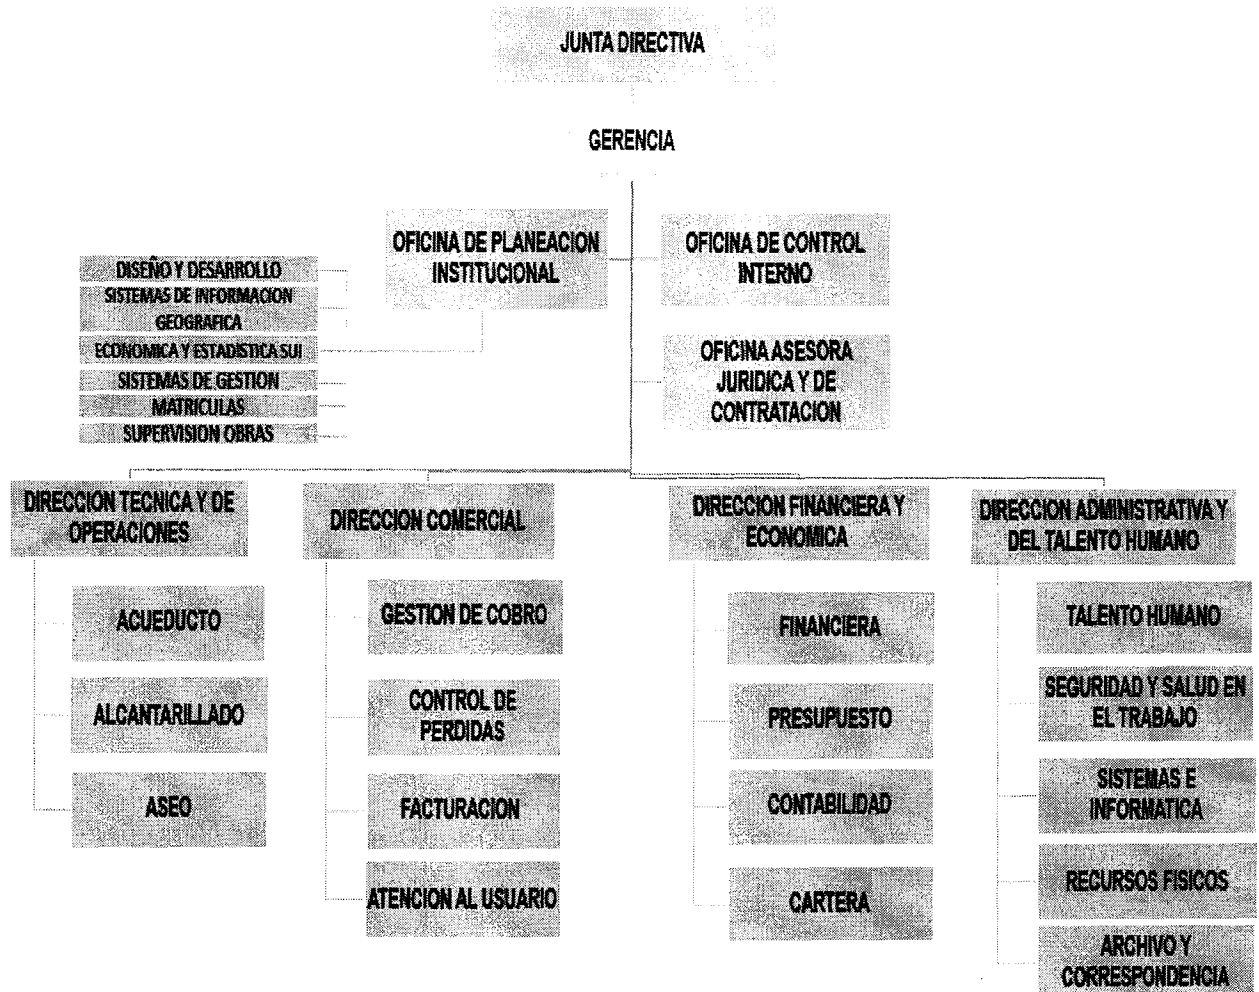 JUNTA DIRECTIVA
GERENCIA
OFICINA DE PLANEACION
INSTITUCIONAL
OFICINA DE CONTROL
INTERNO
DISEÑO Y DESARROLLO
SISTEMAS DE INFORMACION
GEOGRAFICA
ECONOMICA Y ESTADISTICA SUI
SISTEMAS DE GESTION
MATRICULAS
SUPERVISION OBRAS
OFICINA ASESORA
JURIDICA Y DE
CONTRATACION
DIRECCION TECNICA Y DE
OPERACIONES
ACUEDUCTO
ALCANTARILLADO
ASEO
DIRECCION COMERCIAL
GESTION DE COBRO
CONTROL DE
PERDIDAS
FACTURACION
ATENCION AL USUARIO
DIRECCION FINANCIERA Y
ECONOMICA
FINANCIERA
PRESUPUESTO
CONTABILIDAD
CARTERA
DIRECCION ADMINISTRATIVA Y
DEL TALENTO HUMANO
TALENTO HUMANO
SEGURIDAD Y SALUD EN
EL TRABAJO
SISTEMAS E
INFORMATICA
RECURSOS FISICOS
ARCHIVO Y
CORRESPONDENCIA